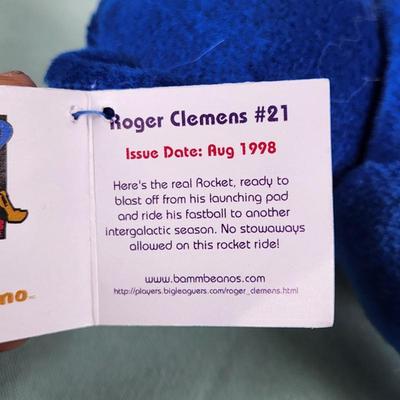 Roger Clemens #21
Issue Date: Aug 1998
Here's the real Rocket, ready to
blast off from his launching pad
and ride his fastball to another
intergalactic season. No stowaways
allowed on this rocket ride!
www.bammbeanos.com
http://players.bigleaguers.com/roger_clemens.html
no